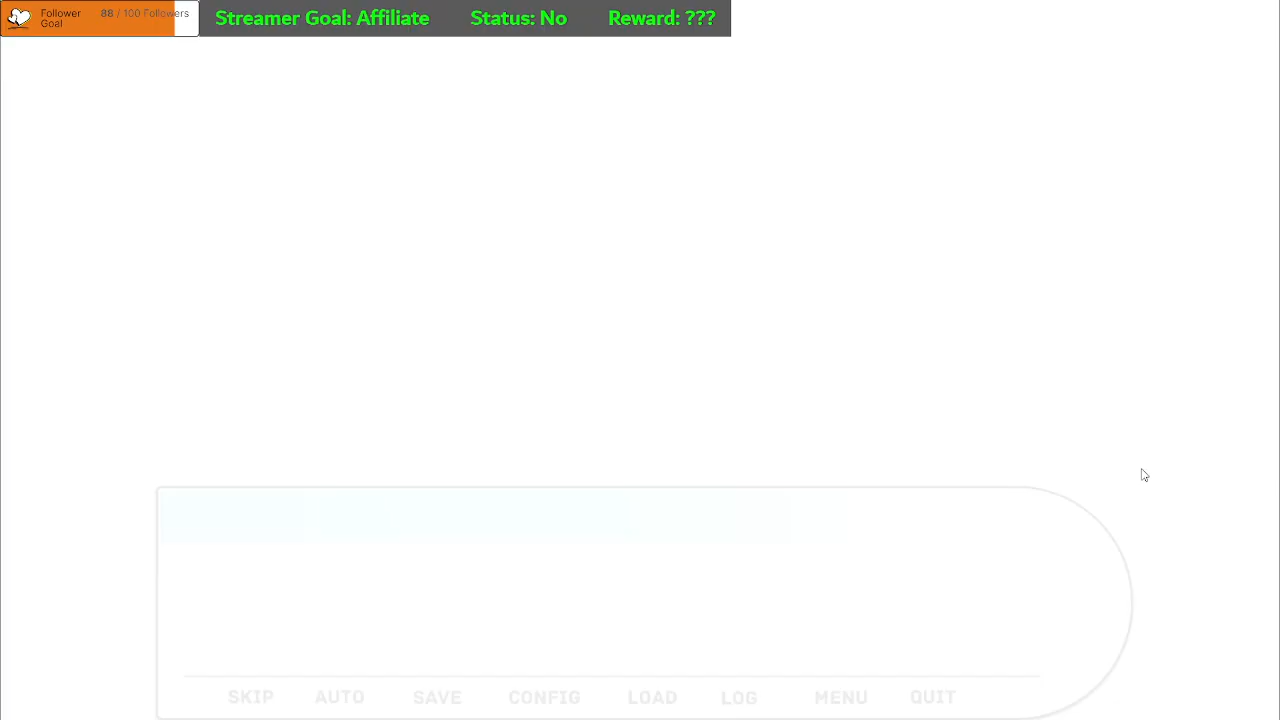 Follower Goal
88 / 100 Followers
Streamer Goal: Affiliate Status: No Reward: ???
SKIP AUTO SAVE CONFIG LOAD LOG MENU QUIT